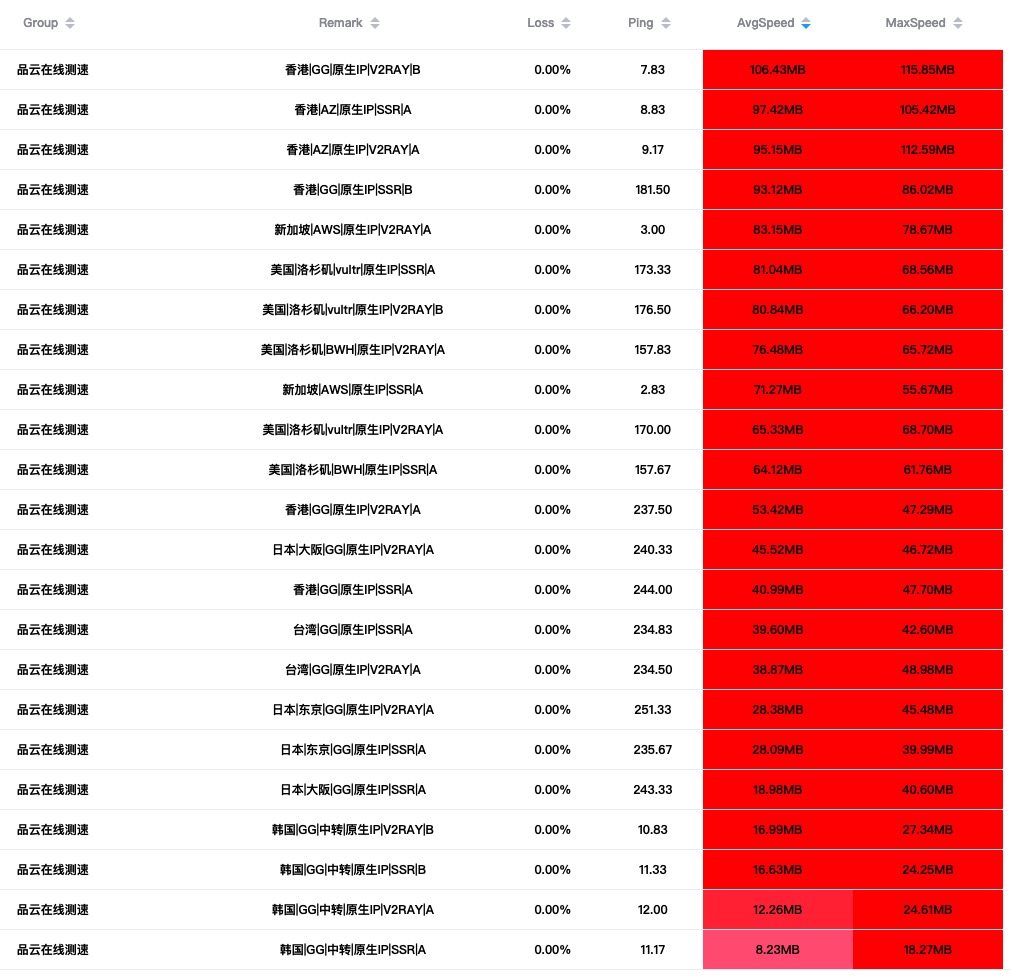 Group Remark Loss Ping AvgSpeed MaxSpeed
品云在线测速 香港|GG|原生IP|V2RAY|B 0.00% 7.83 106.43MB 115.85MB
品云在线测速 香港|AZ|原生IP|SSR|A 0.00% 8.83 97.42MB 105.42MB
品云在线测速 香港|AZ|原生IP|V2RAY|A 0.00% 9.17 95.15MB 112.59MB
品云在线测速 香港|GG|原生IP|SSR|B 0.00% 181.50 93.12MB 86.02MB
品云在线测速 新加坡|AWS|原生IP|V2RAY|A 0.00% 3.00 83.15MB 78.67MB
品云在线测速 美国|洛杉矶|vultr|原生IP|SSR|A 0.00% 173.33 81.04MB 68.56MB
品云在线测速 美国|洛杉矶|vultr|原生IP|V2RAY|B 0.00% 176.50 80.84MB 66.20MB
品云在线测速 美国|洛杉矶|BWH|原生IP|V2RAY|A 0.00% 157.83 76.48MB 65.72MB
品云在线测速 新加坡|AWS|原生IP|SSR|A 0.00% 2.83 71.27MB 55.67MB
品云在线测速 美国|洛杉矶|vultr|原生IP|V2RAY|A 0.00% 170.00 65.33MB 68.70MB
品云在线测速 美国|洛杉矶|BWH|原生IP|SSR|A 0.00% 157.67 64.12MB 61.76MB
品云在线测速 香港|GG|原生IP|V2RAY|A 0.00% 237.50 53.42MB 47.29MB
品云在线测速 日本|大阪|GG|原生IP|V2RAY|A 0.00% 240.33 45.52MB 46.72MB
品云在线测速 香港|GG|原生IP|SSR|A 0.00% 244.00 40.99MB 47.70MB
品云在线测速 台湾|GG|原生IP|SSR|A 0.00% 234.83 39.60MB 42.60MB
品云在线测速 台湾|GG|原生IP|V2RAY|A 0.00% 234.50 38.87MB 48.98MB
品云在线测速 日本|东京|GG|原生IP|V2RAY|A 0.00% 251.33 28.38MB 45.48MB
品云在线测速 日本|东京|GG|原生IP|SSR|A 0.00% 235.67 28.09MB 39.99MB
品云在线测速 日本|大阪|GG|原生IP|SSR|A 0.00% 243.33 18.98MB 40.60MB
品云在线测速 韩国|GG|中转|原生IP|V2RAY|B 0.00% 10.83 16.99MB 27.34MB
品云在线测速 韩国|GG|中转|原生IP|SSR|B 0.00% 11.33 16.63MB 24.25MB
品云在线测速 韩国|GG|中转|原生IP|V2RAY|A 0.00% 12.00 12.26MB 24.61MB
品云在线测速 韩国|GG|中转|原生IP|SSR|A 0.00% 11.17 8.23MB 18.27MB